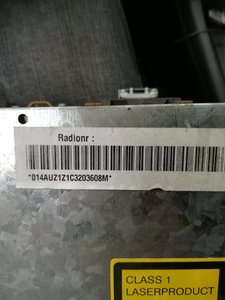 Radionr :
*014AUZ1Z1C3203608M*
CLASS 1
LASERPRODUCT